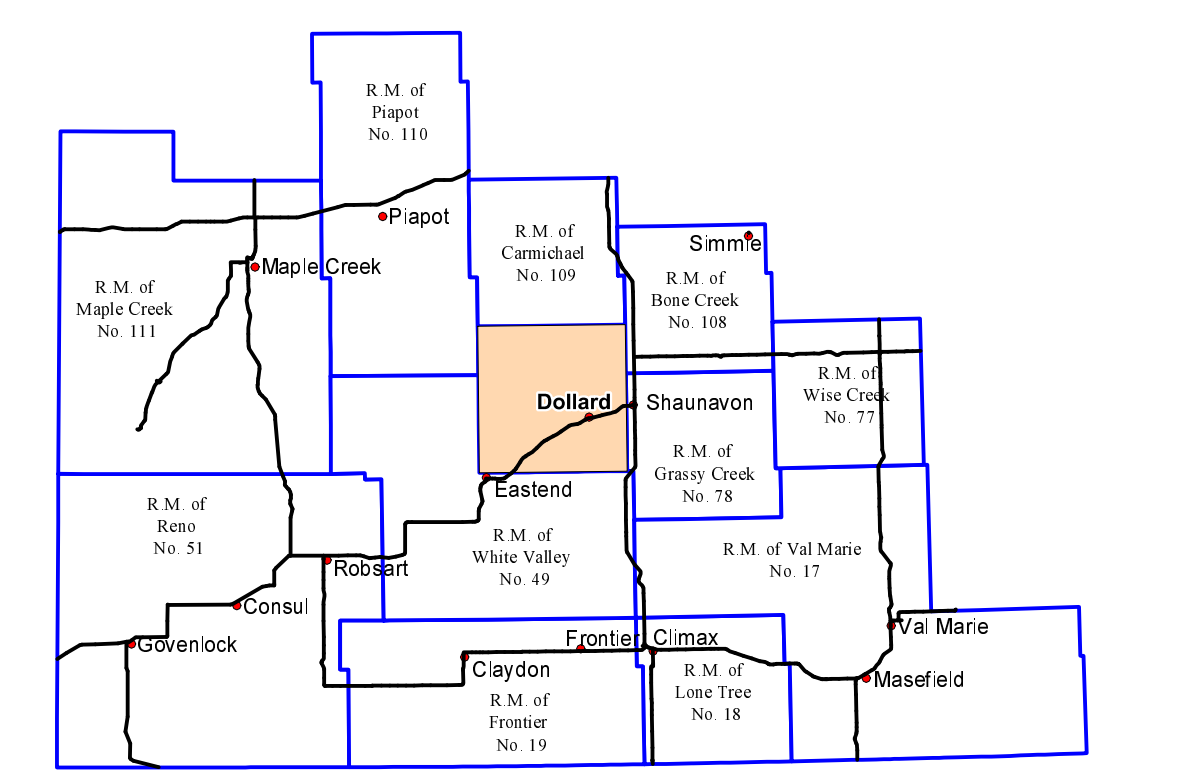 R.M. of
Piapot
No. 110
Piapot
R.M. of
Carmichael
No. 109
Simmie
R.M. of
Bone Creek
No. 108
Maple Creek
R.M. of
Maple Creek
No. 111
R.M. of
Wise Creek
No. 77
Dollard
Shaunavon
R.M. of
Grassy Creek
No. 78
Eastend
R.M. of
Reno
No. 51
R.M. of
White Valley
No. 49
R.M. of Val Marie
No. 17
Robsart
Consul
Govenlock
Frontier
Climax
Val Marie
Claydon
R.M. of
Lone Tree
No. 18
Masefield
R.M. of
Frontier
No. 19